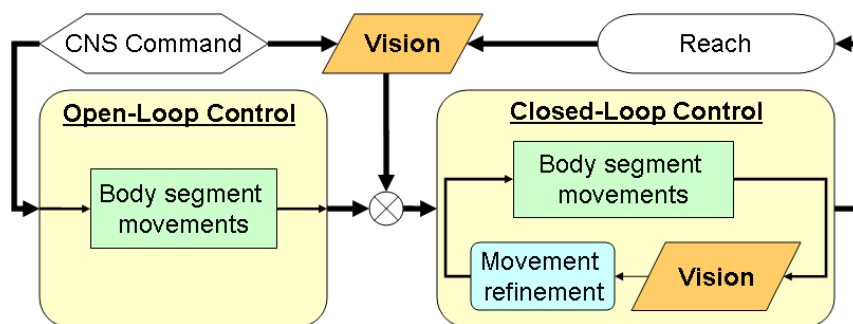 CNS Command
Vision
Reach
Open-Loop Control
Body segment
movements
Closed-Loop Control
Body segment
movements
Movement
refinement
Vision